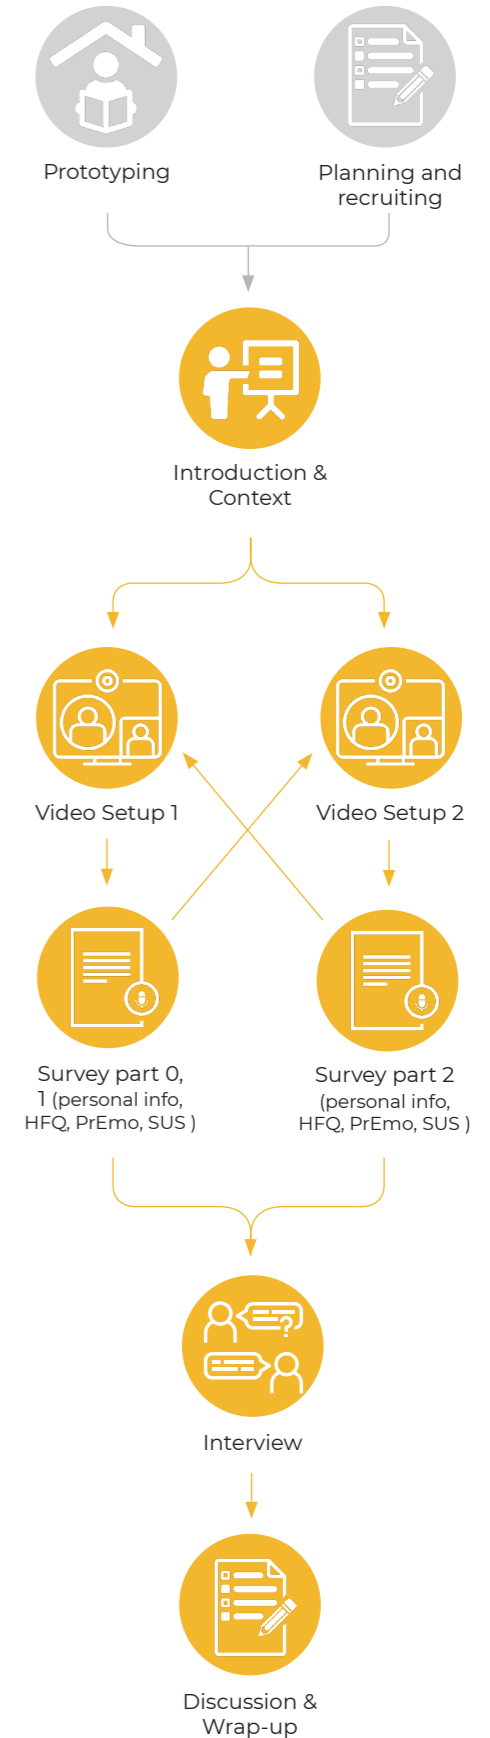 Prototyping
Planning and
recruiting
Introduction &
Context
Video Setup 1
Video Setup 2
Survey part 0,
1 (personal info,
HFQ, PrEmo, SUS )
Survey part 2
(personal info,
HFQ, PrEmo, SUS )
?
Interview
Discussion &
Wrap-up